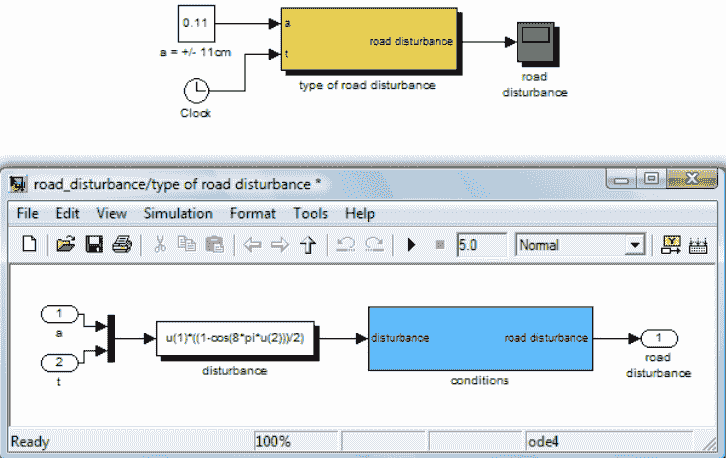 0.11
a
road disturbance
t
a = +/- 11cm
type of road disturbance
road
disturbance
Clock
road_disturbance/type of road disturbance *
File Edit View Simulation Format Tools Help
5.0 Normal
1
a
u(1)*((1-cos(8*pi*u(2)))/2)
disturbance road disturbance
1
2
t
disturbance
conditions
road
disturbance
Ready 100% ode4